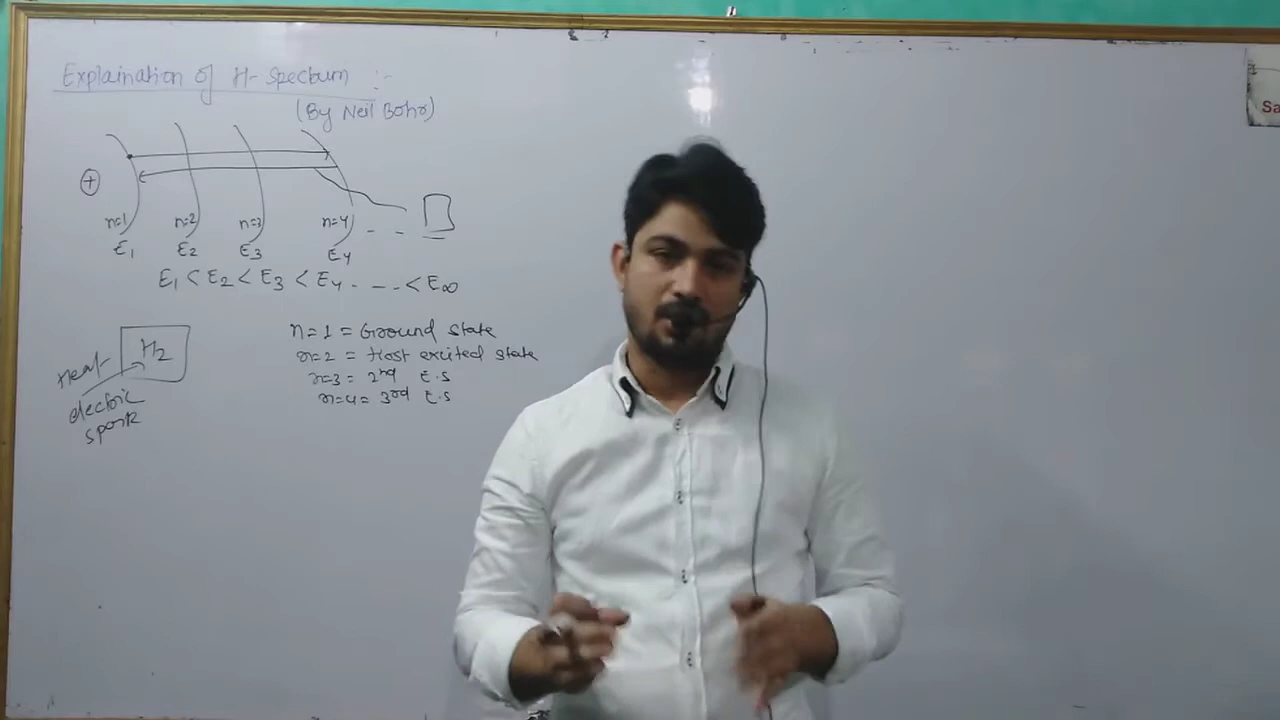 Explaination of H-Spectrum :-
(By Neil Bohr)
+
n=1 n=2 n=3 n=4
E1 E2 E3 E4
E1 < E2 < E3 < E4 - - - < E∞
n=1 = Ground state
n=2 = First excited state
n=3 = 2nd E.S
n=4 = 3rd E.S
Heat
H2
electric
spark
Sa